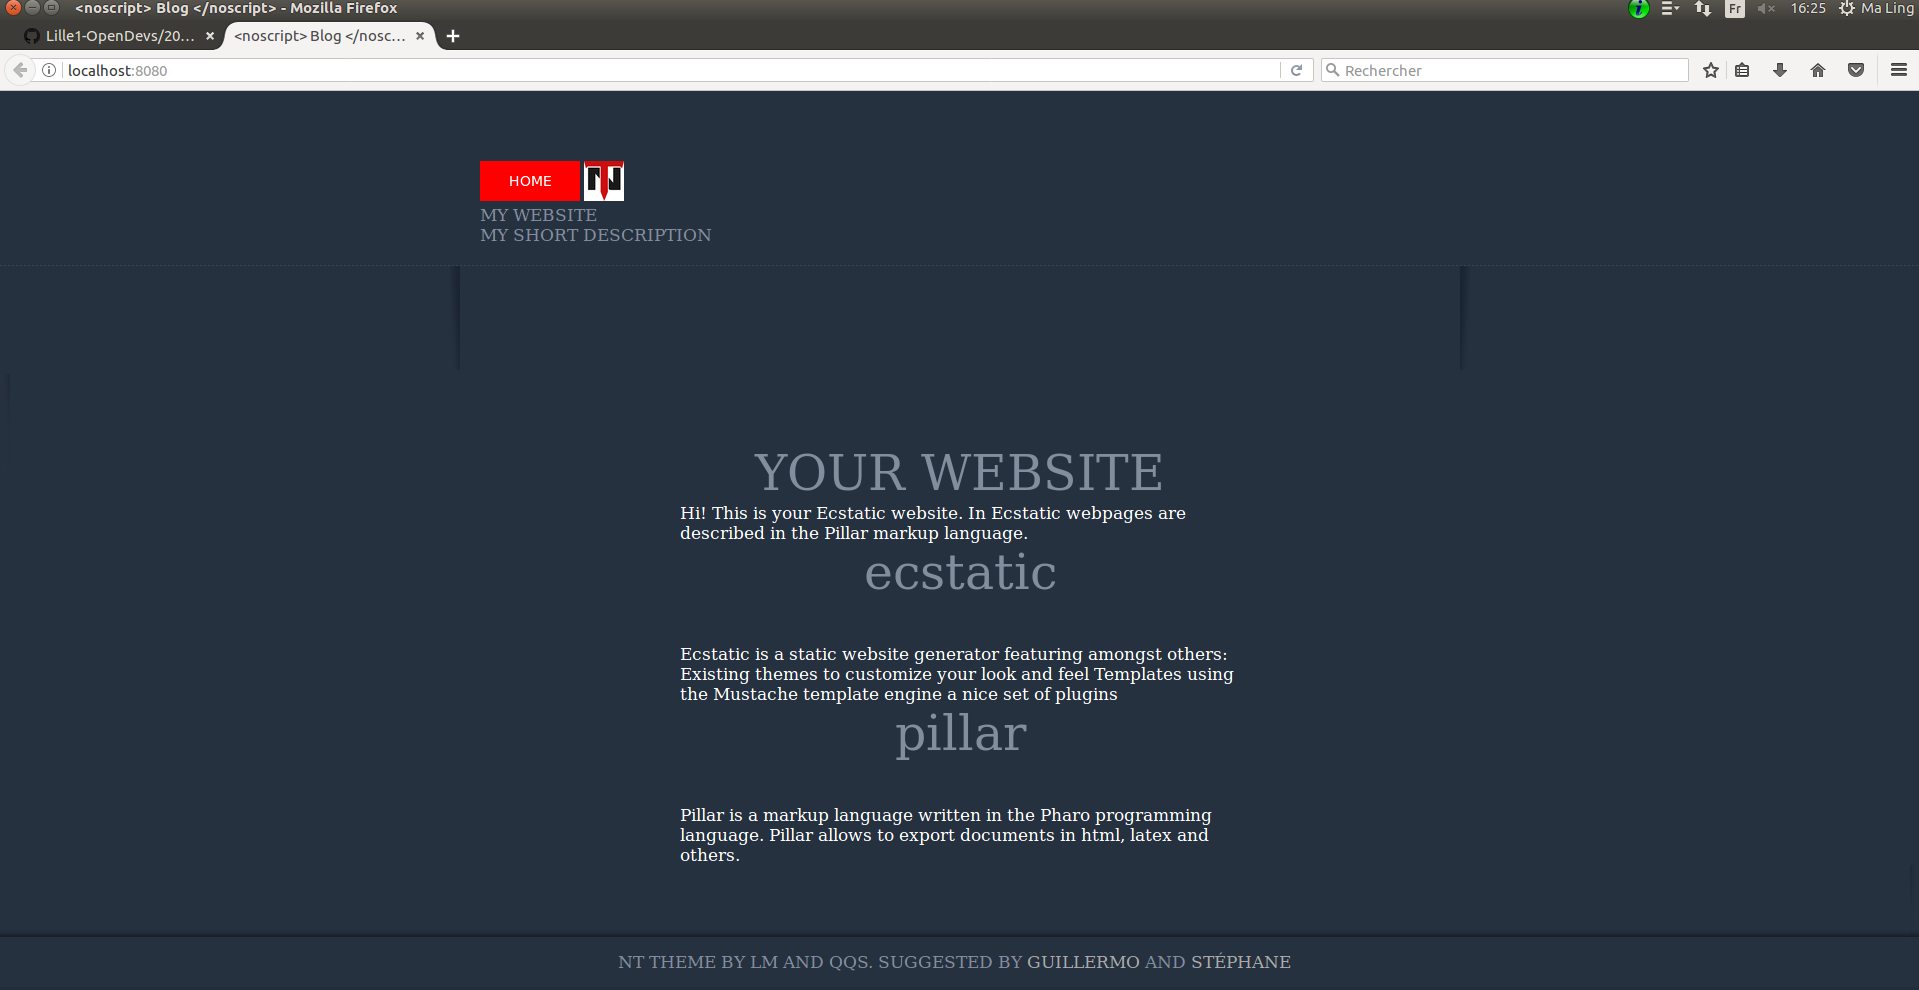 <noscript> Blog </noscript> - Mozilla Firefox
Fr
16:25
Ma Ling
Lille1-OpenDevs/20...
<noscript> Blog </nosc...
localhost:8080
Rechercher
HOME
MY WEBSITE
MY SHORT DESCRIPTION
YOUR WEBSITE
Hi! This is your Ecstatic website. In Ecstatic webpages are
described in the Pillar markup language.
ecstatic
Ecstatic is a static website generator featuring amongst others:
Existing themes to customize your look and feel Templates using
the Mustache template engine a nice set of plugins
pillar
Pillar is a markup language written in the Pharo programming
language. Pillar allows to export documents in html, latex and
others.
NT THEME BY LM AND QQS. SUGGESTED BY GUILLERMO AND STÉPHANE